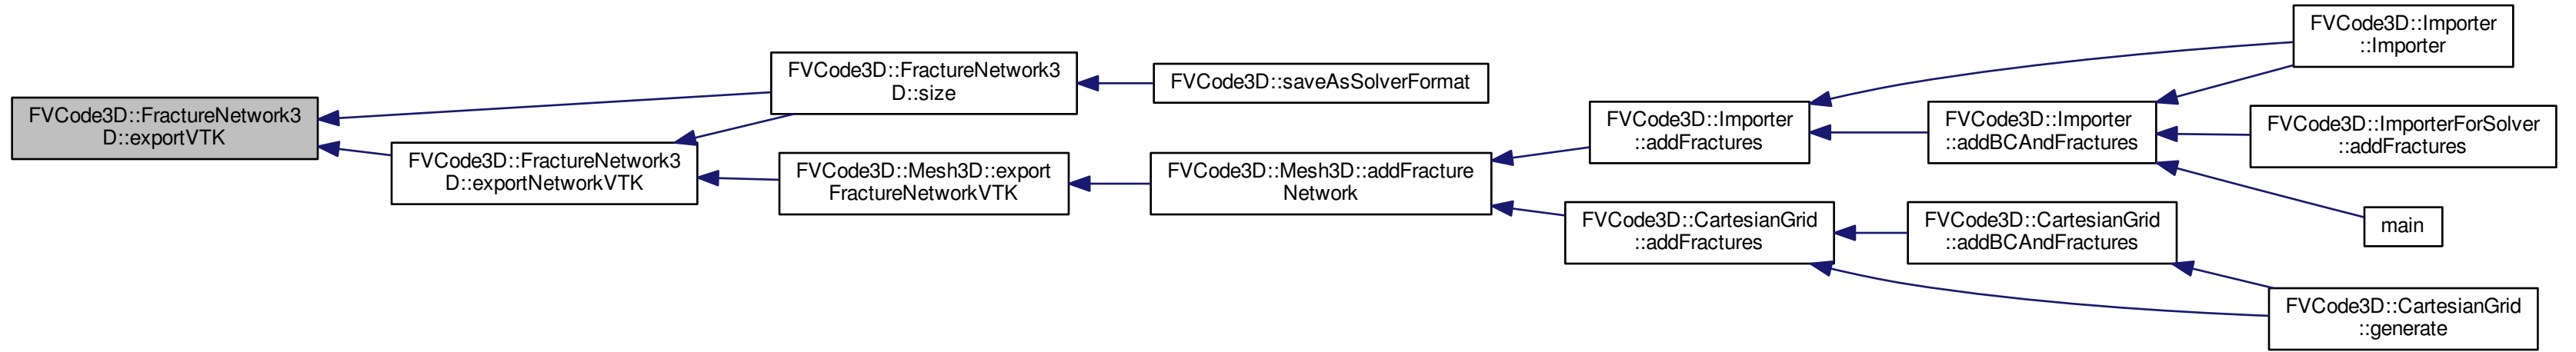 FVCode3D::FractureNetwork3
D::exportVTK
FVCode3D::FractureNetwork3
D::size
FVCode3D::FractureNetwork3
D::exportNetworkVTK
FVCode3D::saveAsSolverFormat
FVCode3D::Mesh3D::export
FractureNetworkVTK
FVCode3D::Mesh3D::addFracture
Network
FVCode3D::Importer
::addFractures
FVCode3D::CartesianGrid
::addFractures
FVCode3D::Importer
::Importer
FVCode3D::Importer
::addBCAndFractures
FVCode3D::ImporterForSolver
::addFractures
main
FVCode3D::CartesianGrid
::addBCAndFractures
FVCode3D::CartesianGrid
::generate